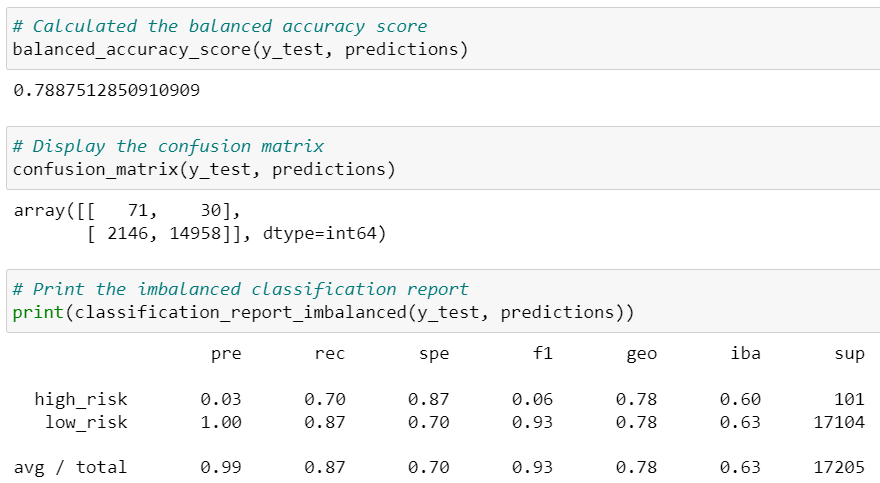 # Calculated the balanced accuracy score
balanced_accuracy_score(y_test, predictions)
0.7887512850910909
# Display the confusion matrix
confusion_matrix(y_test, predictions)
array([[   71,    30],
       [ 2146, 14958]], dtype=int64)
# Print the imbalanced classification report
print(classification_report_imbalanced(y_test, predictions))
pre rec spe f1 geo iba sup
high_risk 0.03 0.70 0.87 0.06 0.78 0.60 101
low_risk 1.00 0.87 0.70 0.93 0.78 0.63 17104
avg / total 0.99 0.87 0.70 0.93 0.78 0.63 17205